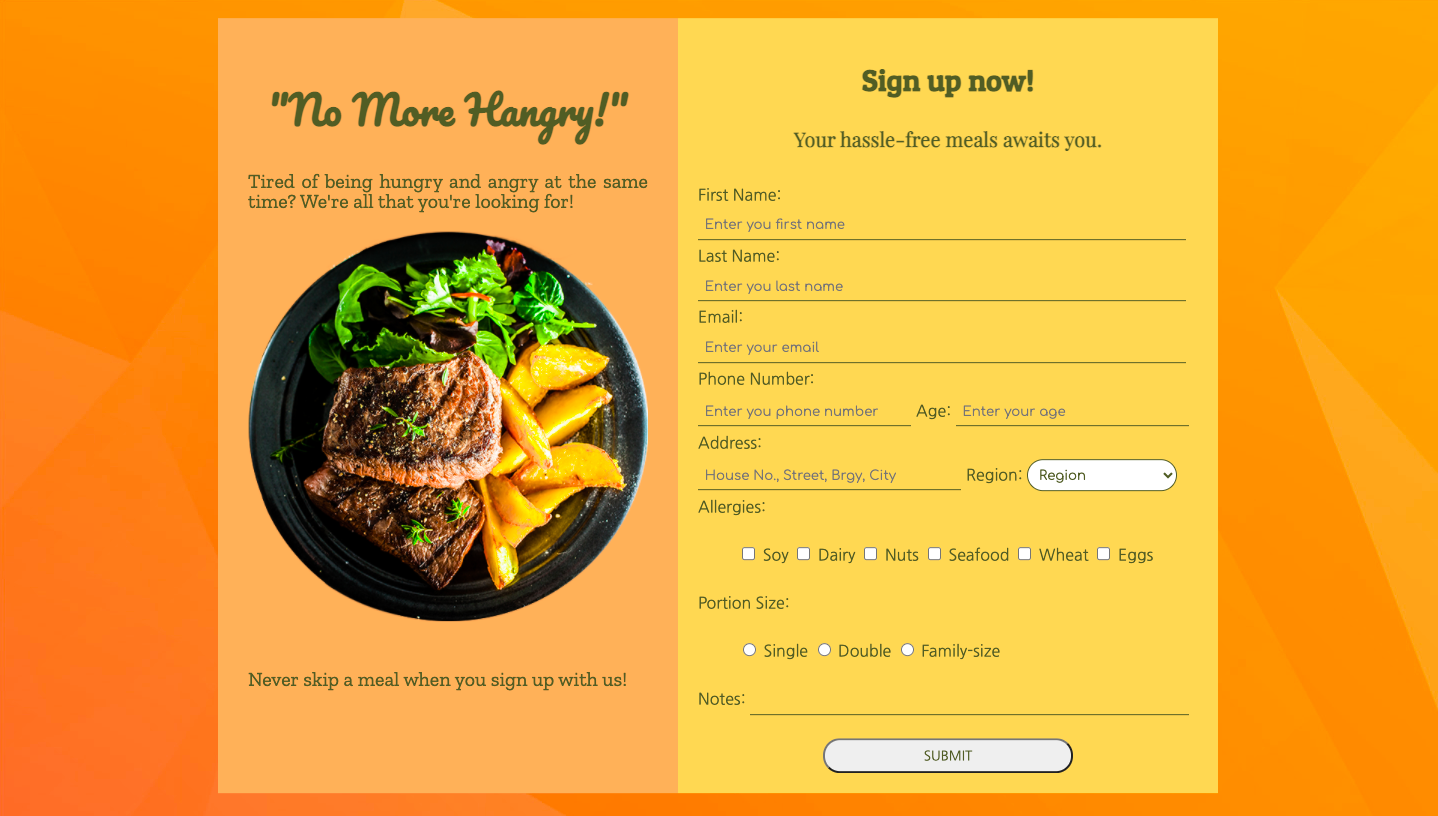 "No More Hangry!"
Tired of being hungry and angry at the same
time? We're all that you're looking for!
Never skip a meal when you sign up with us!
Sign up now!
Your hassle-free meals awaits you.
First Name:
Enter you first name
Last Name:
Enter you last name
Email:
Enter your email
Phone Number:
Enter you phone number Age: Enter your age
Address:
House No., Street, Brgy, City Region: Region
Allergies:
Soy Dairy Nuts Seafood Wheat Eggs
Portion Size:
Single Double Family-size
Notes:
SUBMIT